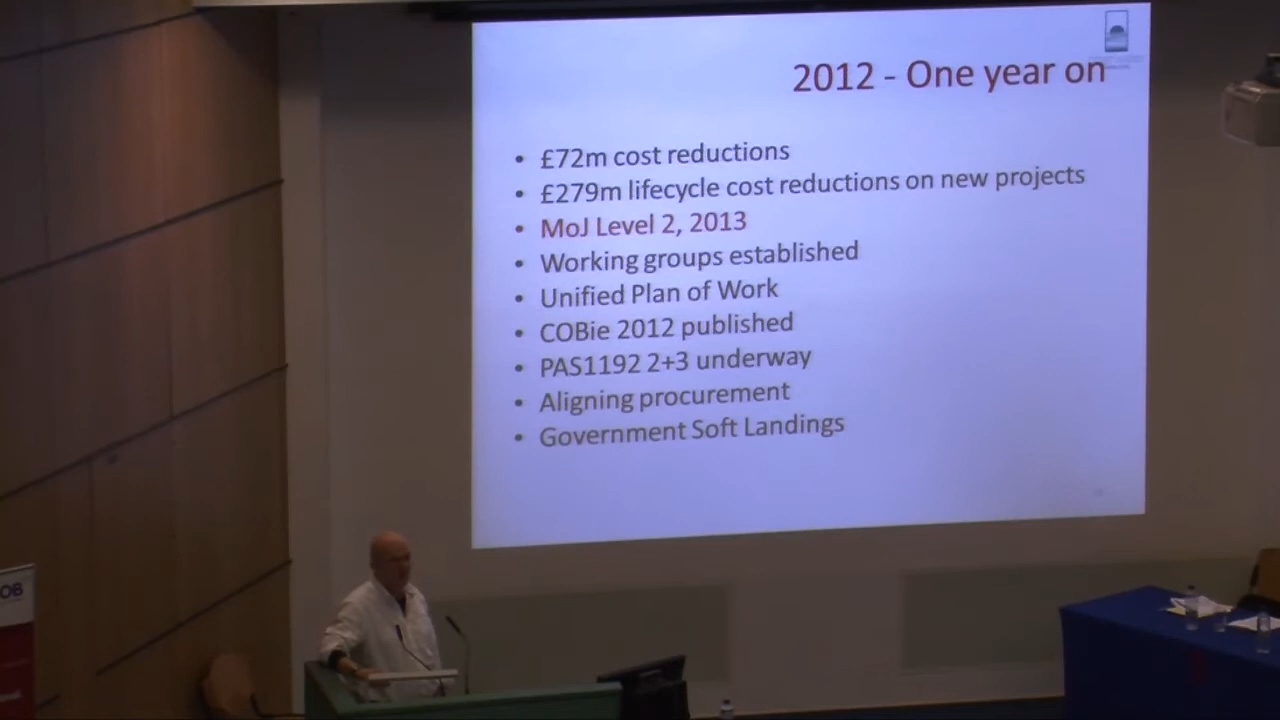 2012 - One year on
• £72m cost reductions
• £279m lifecycle cost reductions on new projects
• MoJ Level 2, 2013
• Working groups established
• Unified Plan of Work
• COBie 2012 published
• PAS1192 2+3 underway
• Aligning procurement
• Government Soft Landings
OB